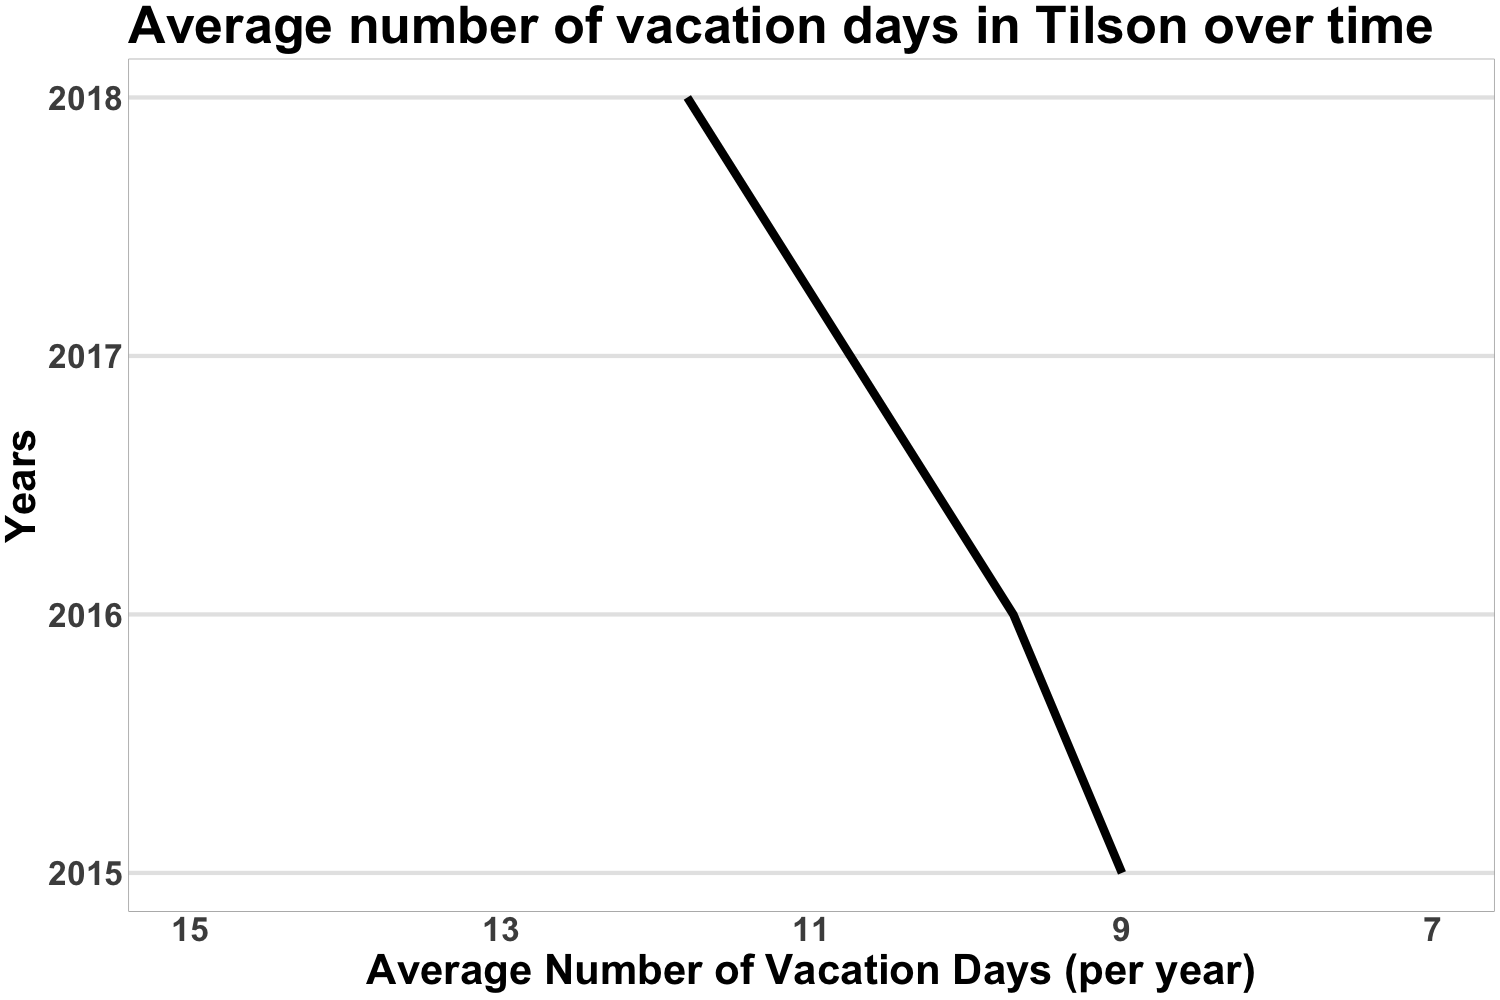 Average number of vacation days in Tilson over time
2018
2017
2016
2015
Years
15 13 11 9 7
Average Number of Vacation Days (per year)